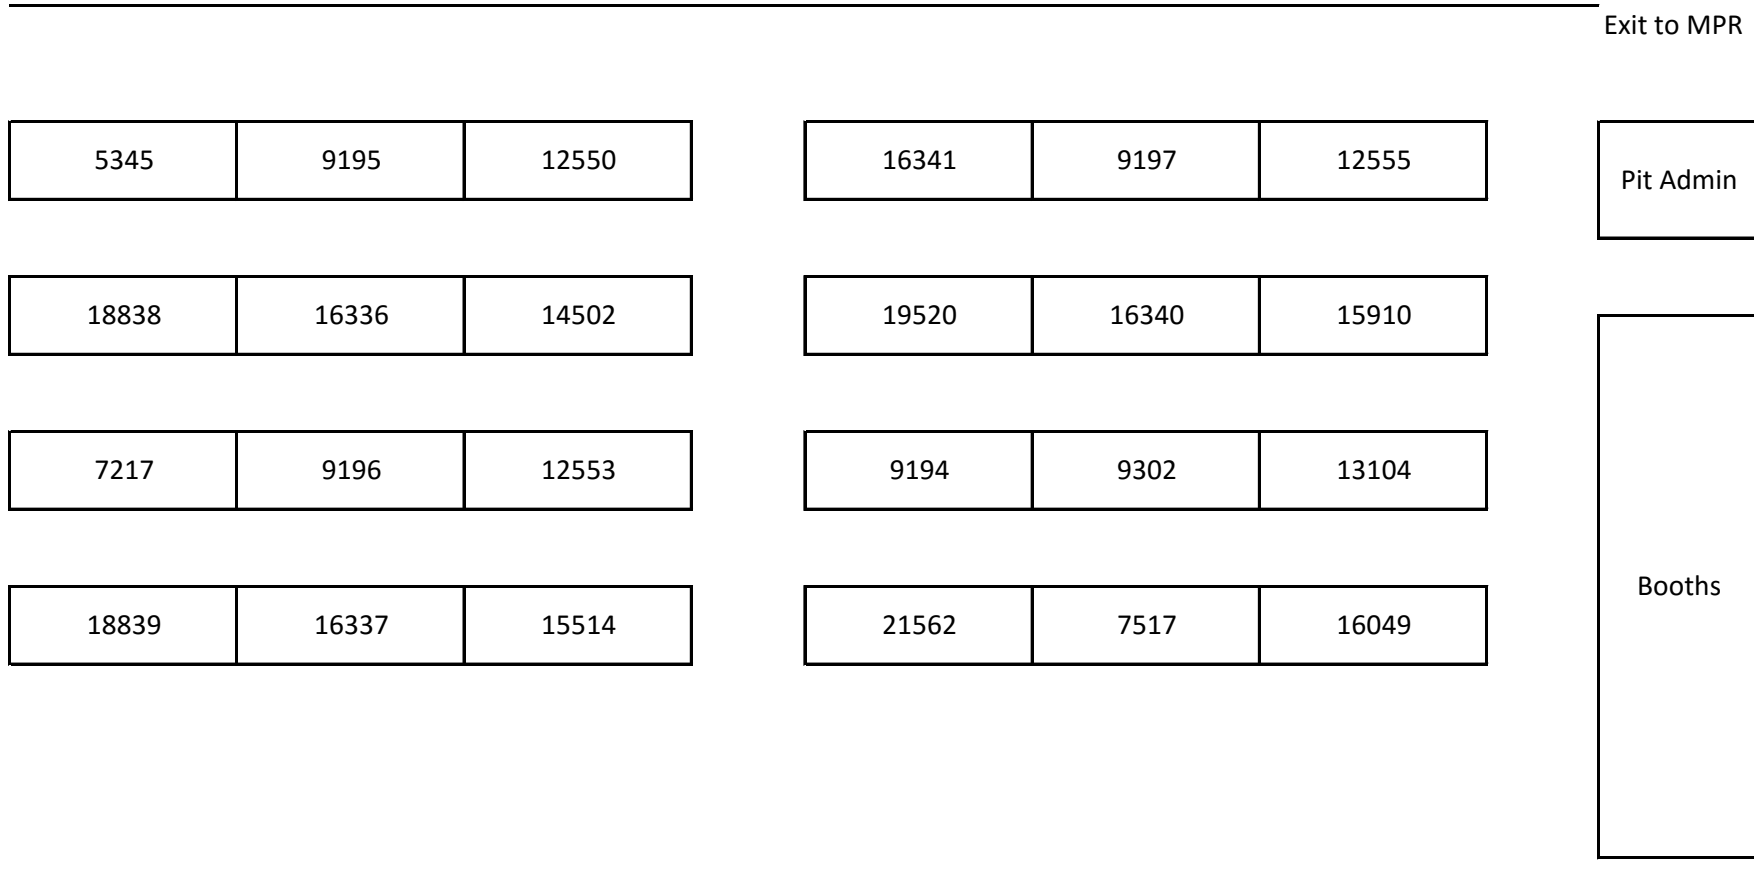 Exit to MPR
5345 9195 12550 16341 9197 12555
Pit Admin
18838 16336 14502 19520 16340 15910
7217 9196 12553 9194 9302 13104
Booths
18839 16337 15514 21562 7517 16049